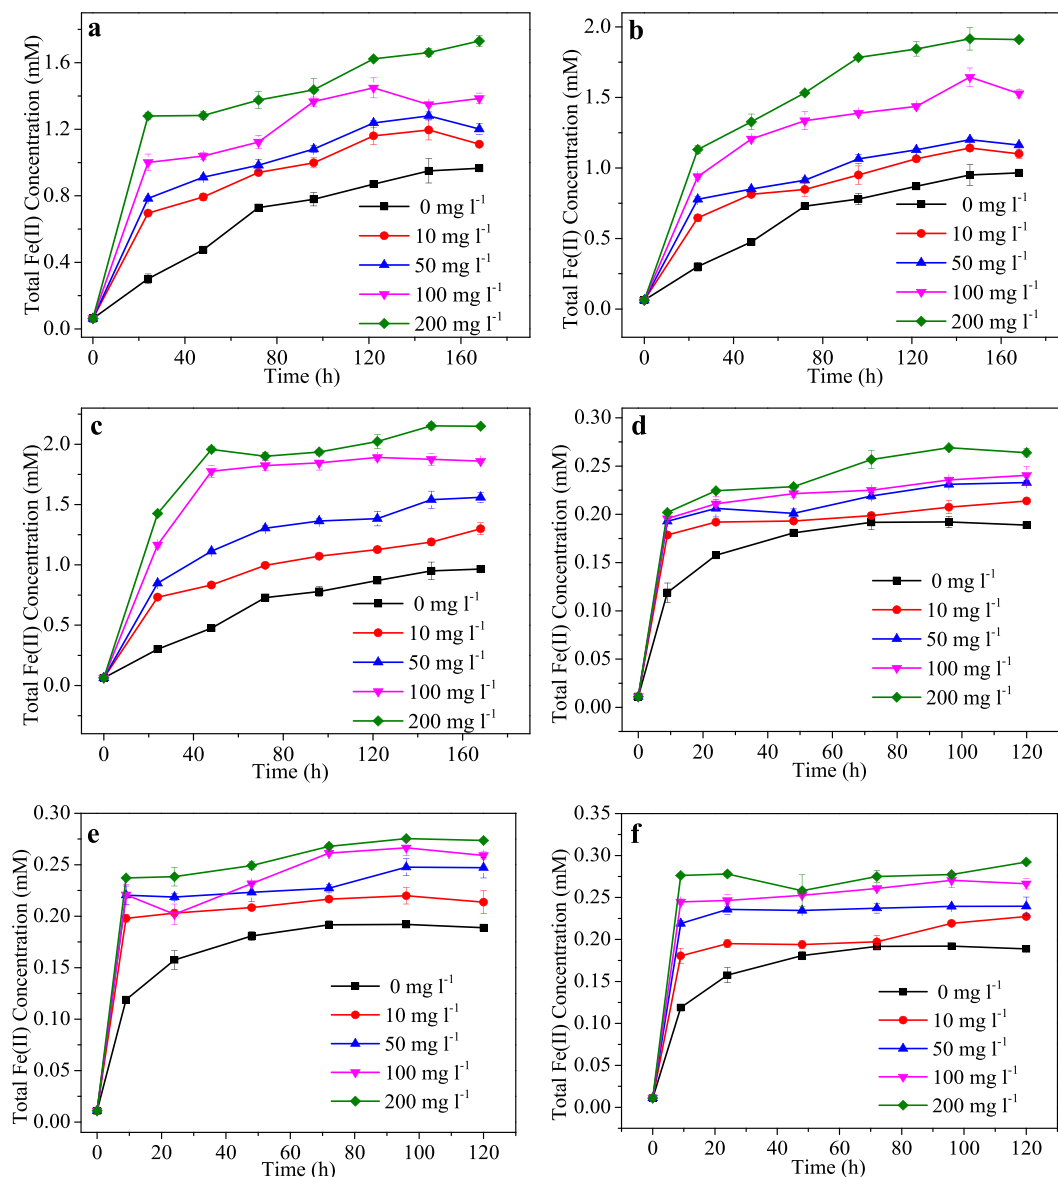 a
Total Fe(II) Concentration (mM)
1.6
1.2
0.8
0.4
0.0
0 mg l-1
10 mg l-1
50 mg l-1
100 mg l-1
200 mg l-1
0 40 80 120 160
Time (h)
b
Total Fe(II) Concentration (mM)
2.0
1.5
1.0
0.5
0.0
0 mg l-1
10 mg l-1
50 mg l-1
100 mg l-1
200 mg l-1
0 40 80 120 160
Time (h)
c
Total Fe(II) Concentration (mM)
2.0
1.5
1.0
0.5
0.0
0 mg l-1
10 mg l-1
50 mg l-1
100 mg l-1
200 mg l-1
0 40 80 120 160
Time (h)
d
Total Fe(II) Concentration (mM)
0.30
0.25
0.20
0.15
0.10
0.05
0.00
0 mg l-1
10 mg l-1
50 mg l-1
100 mg l-1
200 mg l-1
0 20 40 60 80 100 120
Time (h)
e
Total Fe(II) Concentration (mM)
0.30
0.25
0.20
0.15
0.10
0.05
0.00
0 mg l-1
10 mg l-1
50 mg l-1
100 mg l-1
200 mg l-1
0 20 40 60 80 100 120
Time (h)
f
Total Fe(II) Concentration (mM)
0.35
0.30
0.25
0.20
0.15
0.10
0.05
0.00
0 mg l-1
10 mg l-1
50 mg l-1
100 mg l-1
200 mg l-1
0 20 40 60 80 100 120
Time (h)